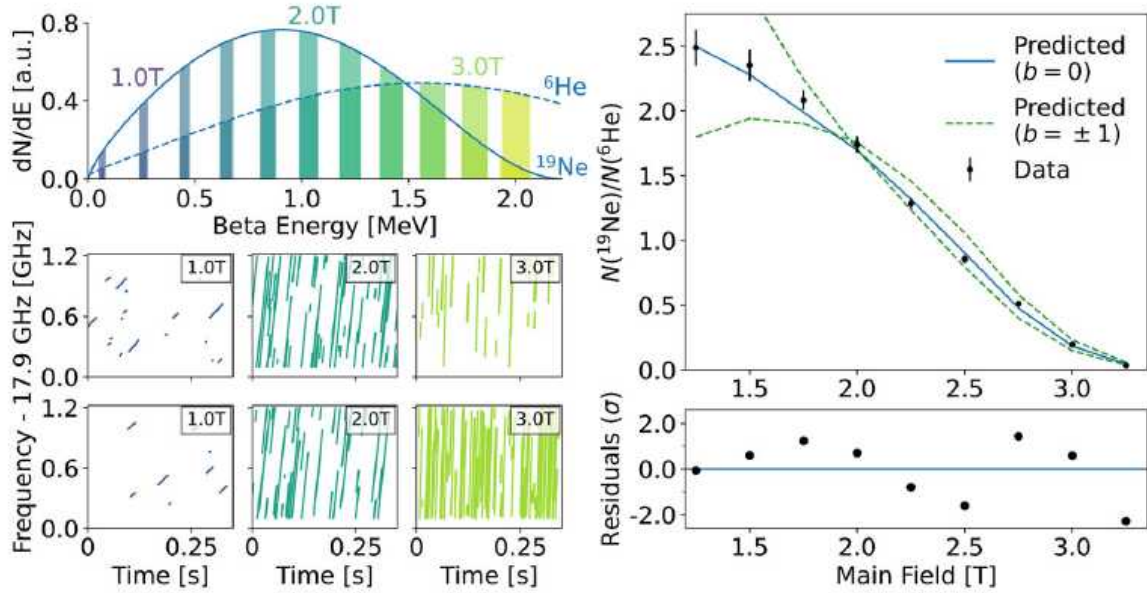 dN/dE [a.u.]
0.8
0.4
0.0
1.0T
2.0T
3.0T
⁶He
¹⁹Ne
0.0 0.5 1.0 1.5 2.0
Beta Energy [MeV]
Frequency - 17.9 GHz [GHz]
1.2
0.6
0.0
1.0T
2.0T
3.0T
1.2
0.6
0.0
1.0T
2.0T
3.0T
0 0.25
0 0.25
0 0.25
Time [s]
Time [s]
Time [s]
N(¹⁹Ne)/N(⁶He)
2.5
2.0
1.5
1.0
0.5
0.0
Predicted
(b = 0)
Predicted
(b = ± 1)
Data
1.5 2.0 2.5 3.0
Residuals (σ)
2.0
0.0
-2.0
1.5 2.0 2.5 3.0
Main Field [T]